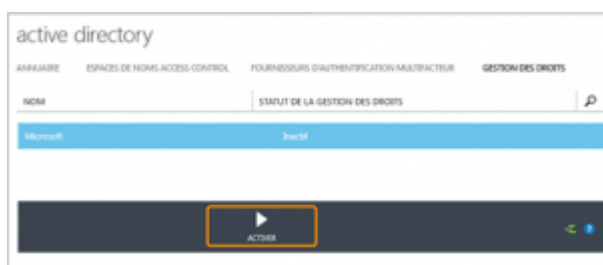 active directory
ANNUAIRE ESPACES DE NOMS ACCESS CONTROL FOURNISSEURS D'AUTHENTIFICATION MULTIFACTEUR GESTION DES DROITS
NOM STATUT DE LA GESTION DES DROITS
Microsoft Inactif
ACTIVER